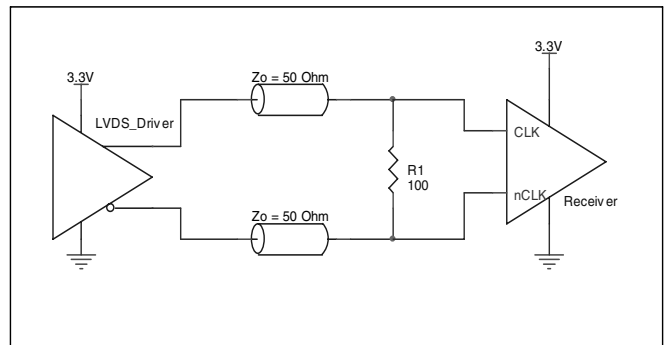 3.3V
LVDS_Driver
Zo = 50 Ohm
Zo = 50 Ohm
R1
100
3.3V
CLK
nCLK
Receiver